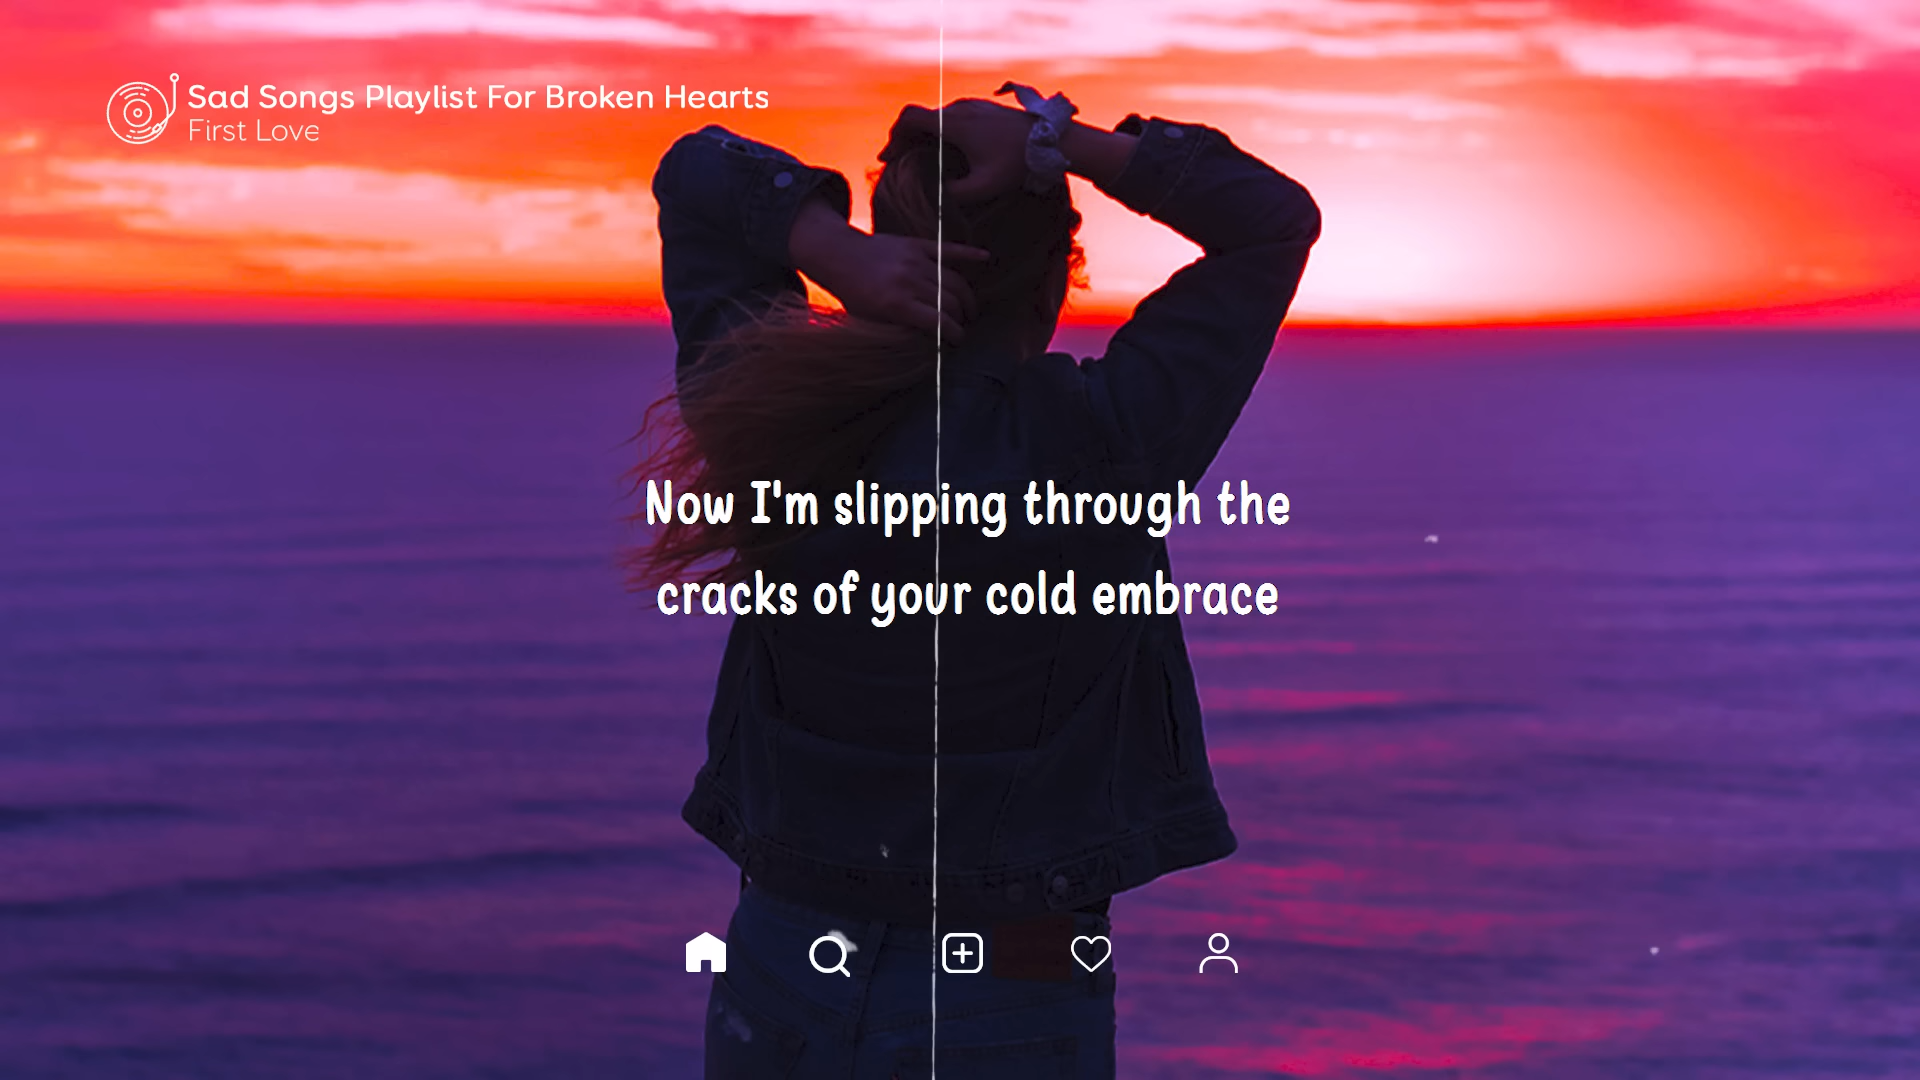 Sad Songs Playlist For Broken Hearts
First Love
Now I'm slipping through the
cracks of your cold embrace